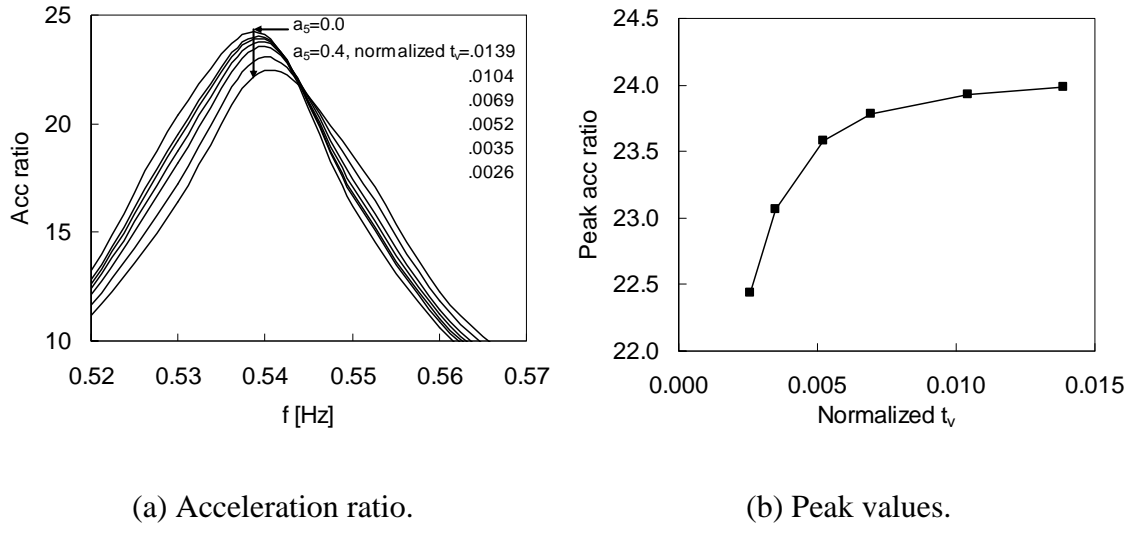 25
20
15
10
Acc ratio
a5=0.0
a5=0.4, normalized tv=.0139
.0104
.0069
.0052
.0035
.0026
0.52 0.53 0.54 0.55 0.56 0.57
f [Hz]
24.5
24.0
23.5
23.0
22.5
22.0
Peak acc ratio
0.000 0.005 0.010 0.015
Normalized tv
(a) Acceleration ratio.
(b) Peak values.